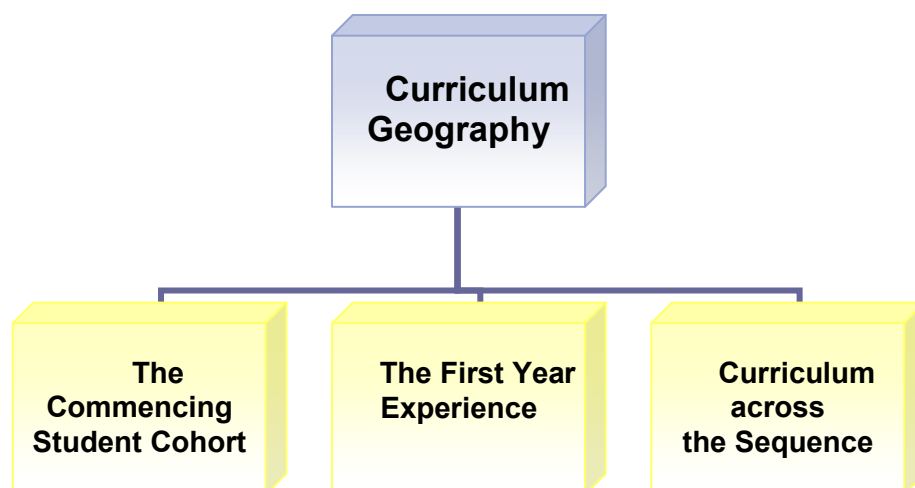 Curriculum
Geography
The
Commencing
Student Cohort
The First Year
Experience
Curriculum
across
the Sequence